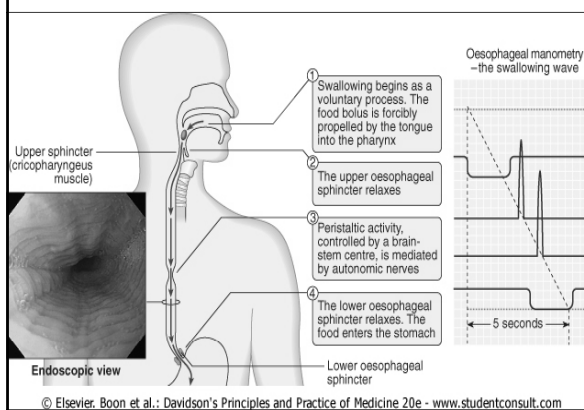 Oesophageal manometry
–the swallowing wave
1
Swallowing begins as a
voluntary process. The
food bolus is forcibly
propelled by the tongue
into the pharynx
Upper sphincter
(cricopharyngeus
muscle)
2
The upper oesophageal
sphincter relaxes
3
Peristaltic activity,
controlled by a brain-
stem centre, is mediated
by autonomic nerves
4
The lower oesophageal
sphincter relaxes. The
food enters the stomach
5 seconds
Endoscopic view
Lower oesophageal
sphincter
© Elsevier. Boon et al.: Davidson's Principles and Practice of Medicine 20e - www.studentconsult.com